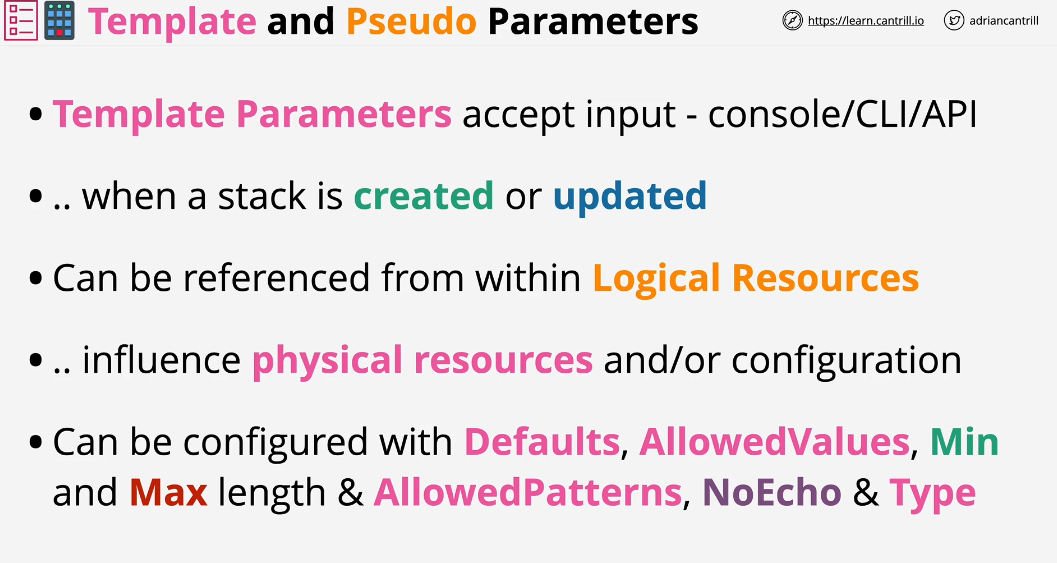 Template and Pseudo Parameters
https://learn.cantrill.io
adriancantrill
• Template Parameters accept input - console/CLI/API
• .. when a stack is created or updated
• Can be referenced from within Logical Resources
• .. influence physical resources and/or configuration
• Can be configured with Defaults, AllowedValues, Min
and Max length & AllowedPatterns, NoEcho & Type